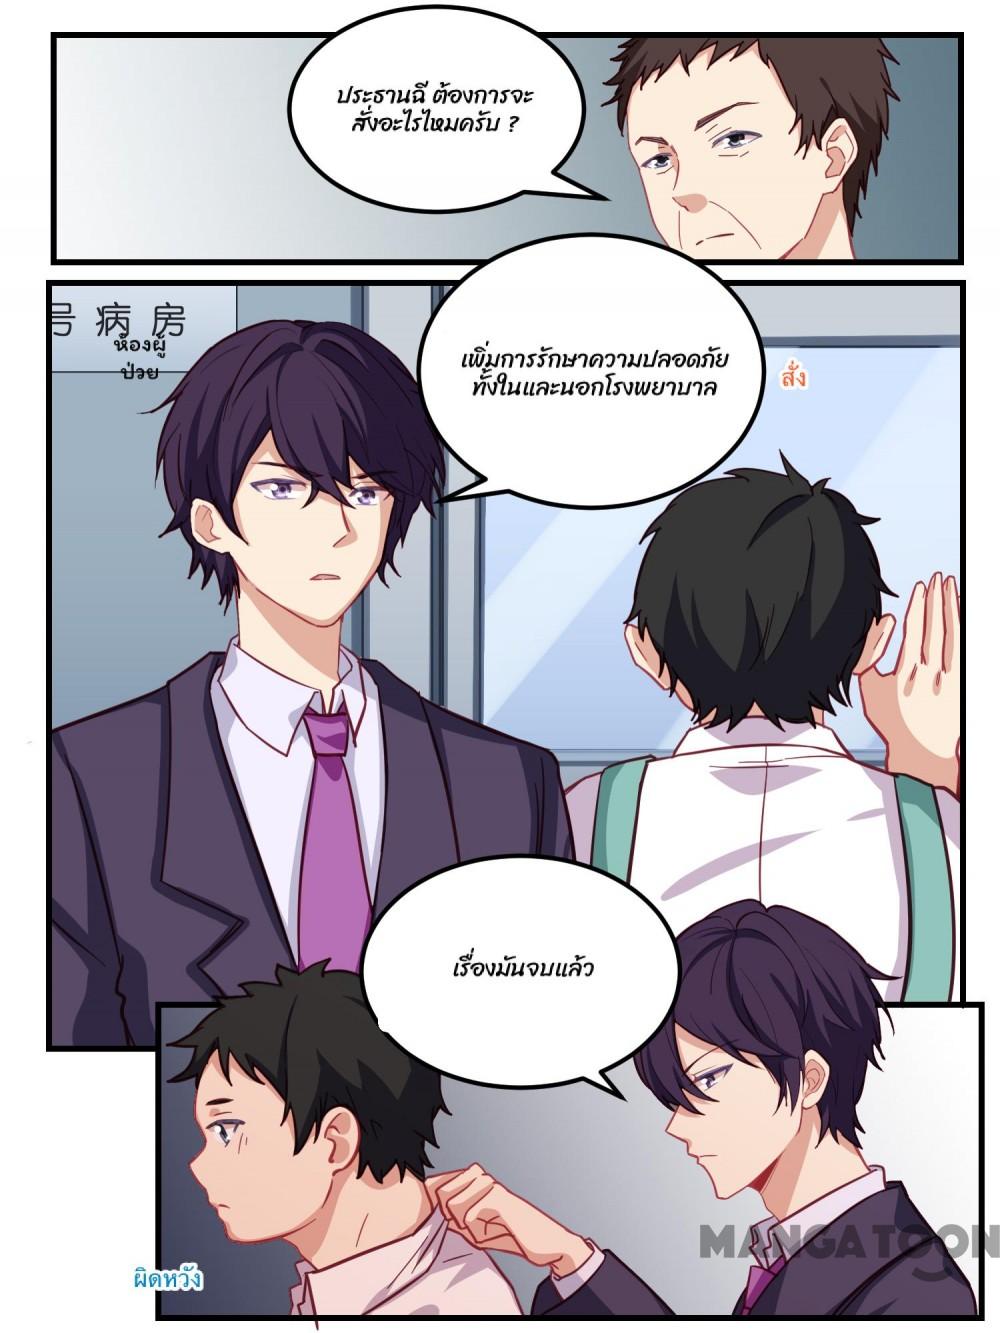 ประธานฉี ต้องการจะ
สั่งอะไรไหมครับ ?
号 病 房
ห้องผู้
ป่วย
เพิ่มการรักษาความปลอดภัย
ทั้งในและนอกโรงพยาบาล
สั่ง
เรื่องมันจบแล้ว
ผิดหวัง
MANGATOON